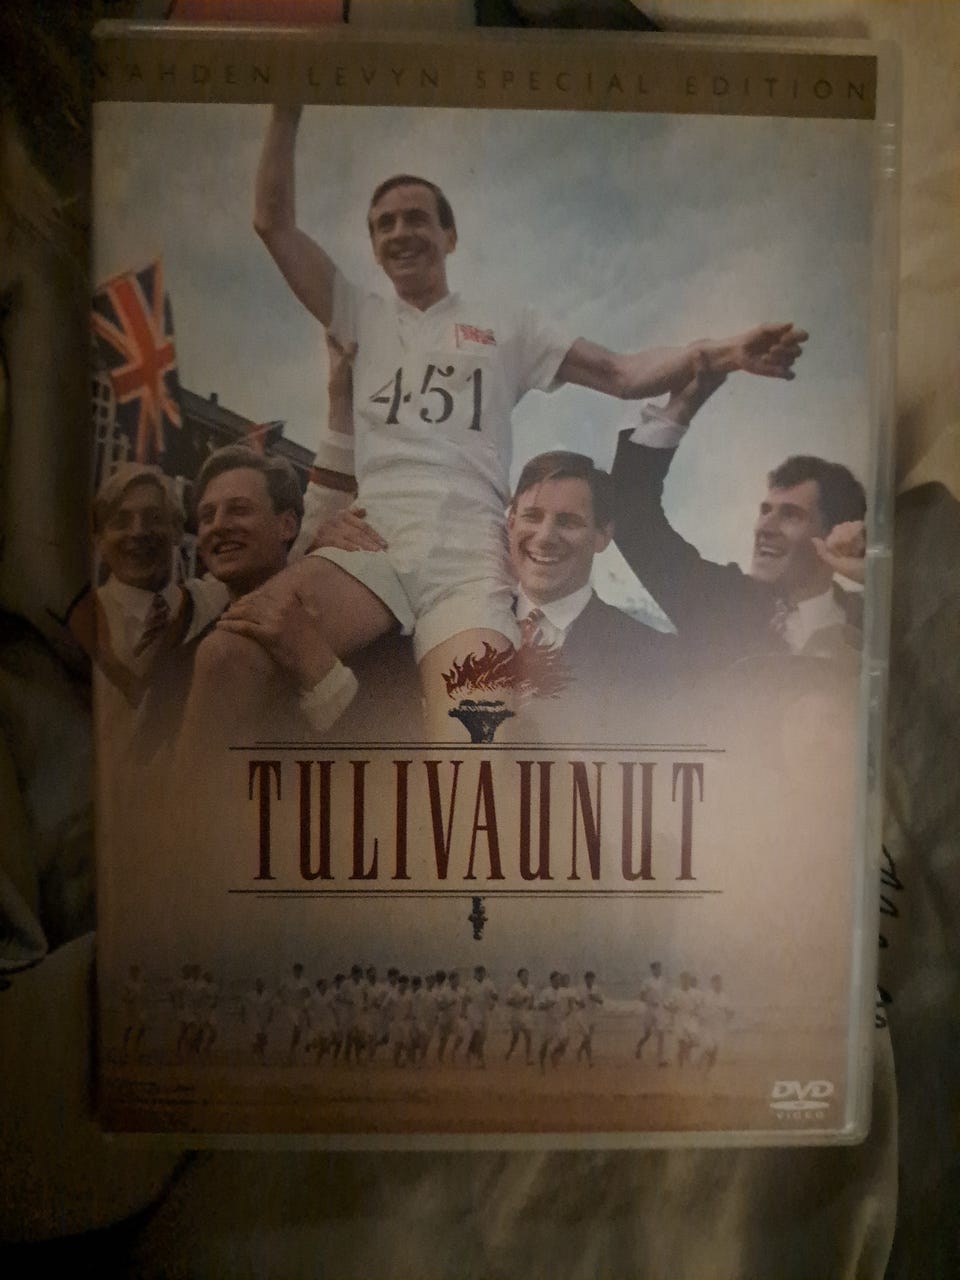 KAHDEN LEVYN SPECIAL EDITION
451
TULIVAUNUT
DVD
VIDEO